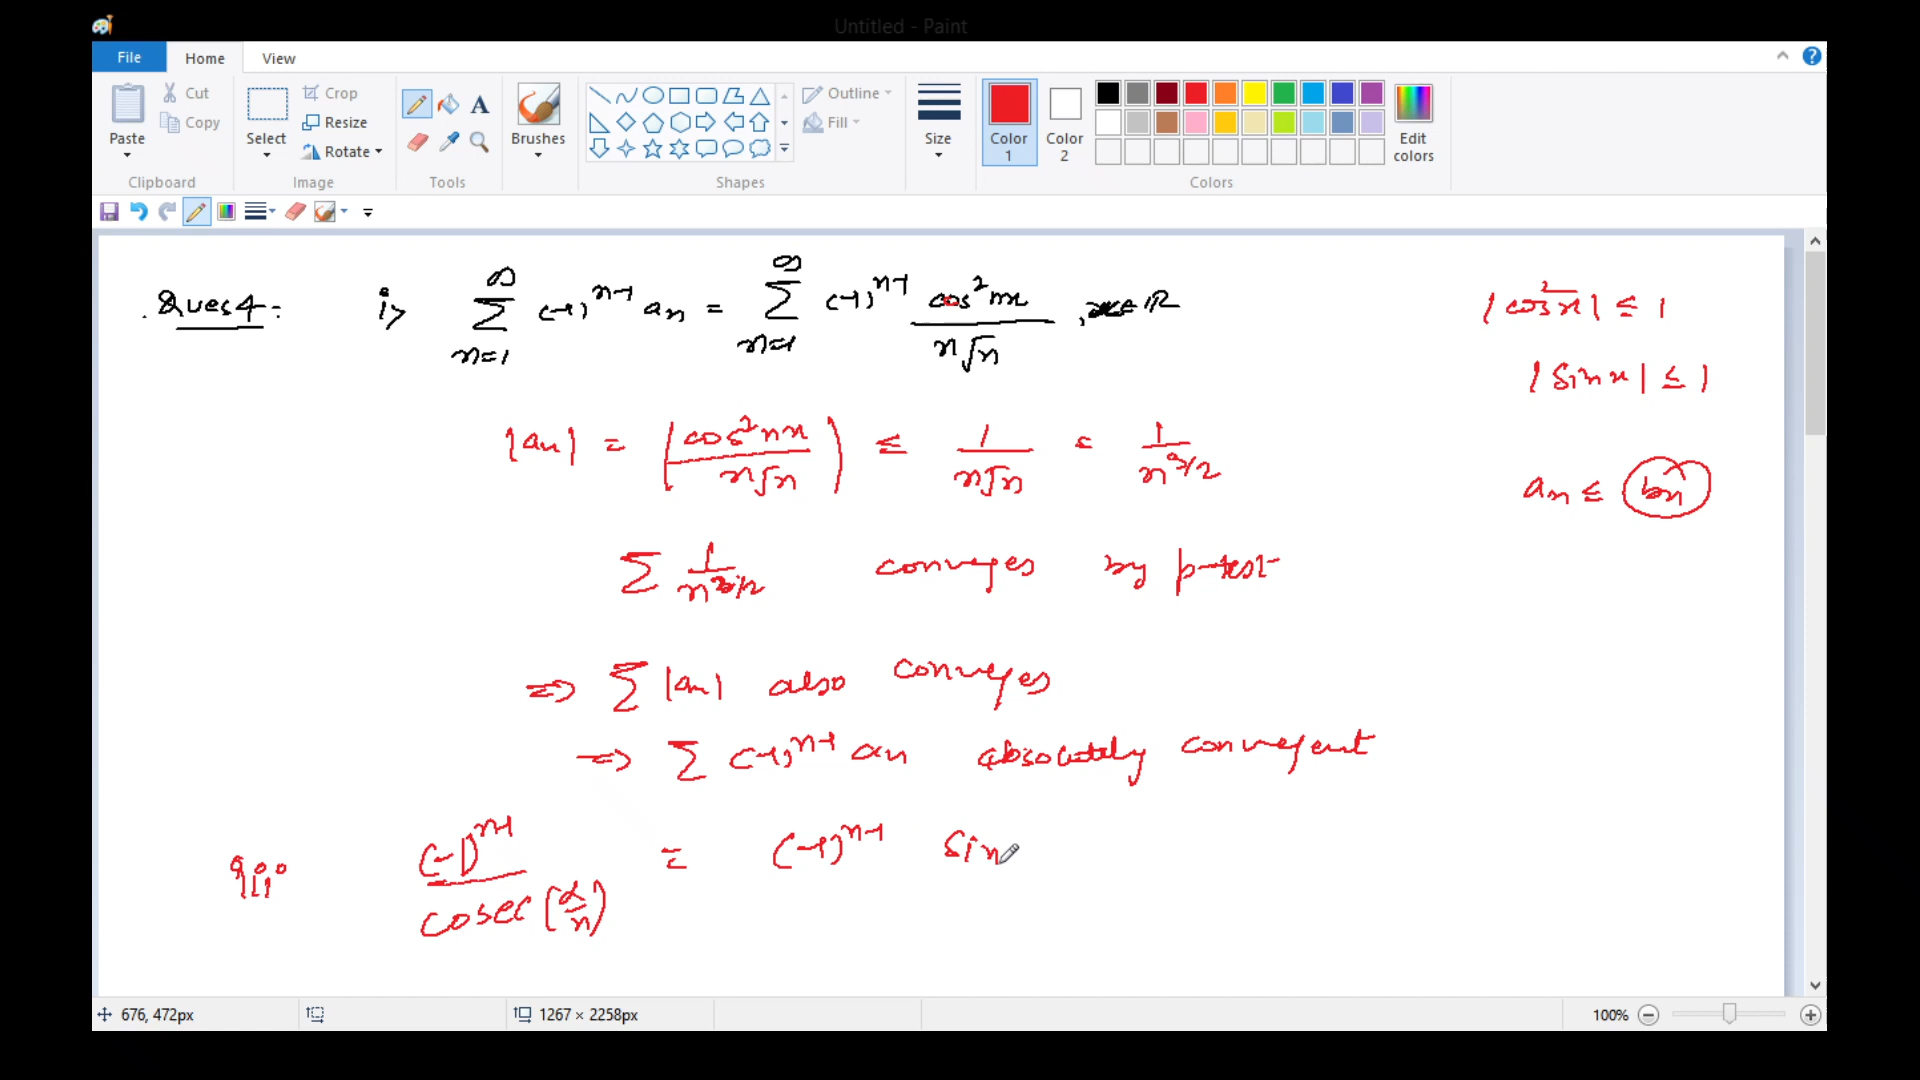 Untitled - Paint
File Home View
Paste Cut Copy Select Crop Resize Rotate A Brushes Outline Fill Size Color 1 Color 2 Edit colors
Clipboard Image Tools Shapes Colors
Ques 4: i> ∑_{n=1}^{∞} (-1)^{n-1} a_n = ∑_{n=1}^{∞} (-1)^{n-1} cos²nx / n√n , x∈ℝ
|cos²x| ≤ 1
|sin x| ≤ 1
|a_n| = |cos²nx / n√n| ≤ 1 / n√n = 1 / n^{3/2}
a_n ≤ b_n
∑ 1 / n^{3/2} converges by p-test
⇒ ∑ |a_n| also converges
⇒ ∑ (-1)^{n-1} a_n absolutely convergent
(-1)^{n-1} / cosec(α/n) = (-1)^{n-1} sin
676, 472px 1267 × 2258px 100%